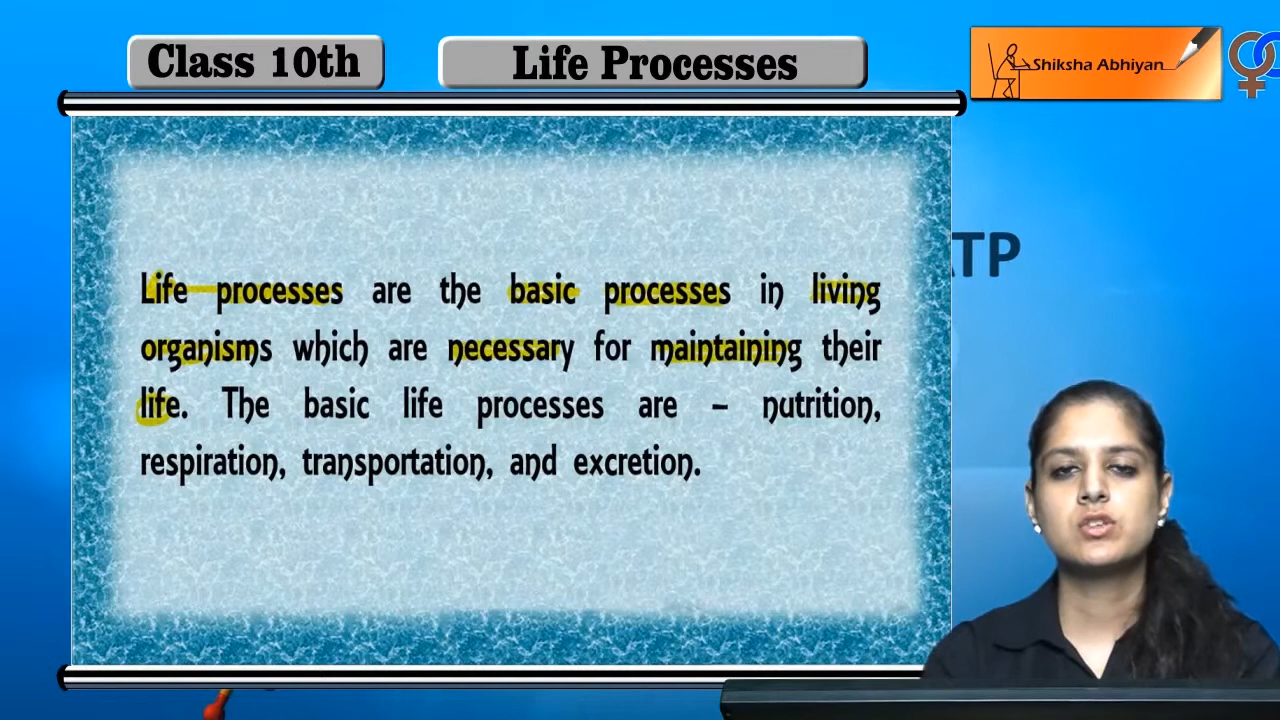 Class 10th
Life Processes
Shiksha Abhiyan
Life processes are the basic processes in living
organisms which are necessary for maintaining their
life. The basic life processes are – nutrition,
respiration, transportation, and excretion.
TP